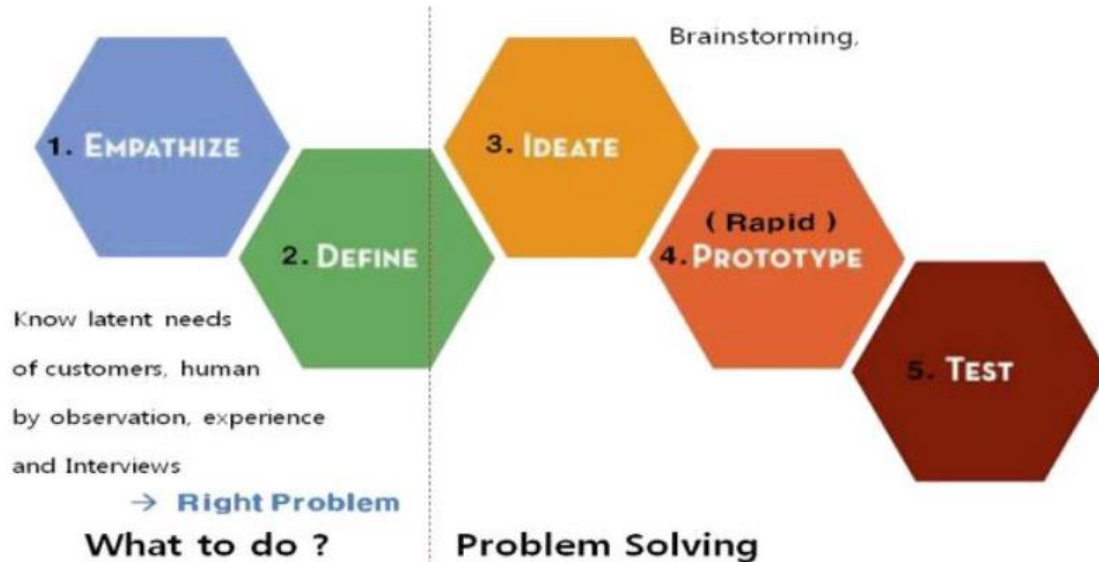 Brainstorming,
1. EMPATHIZE
3. IDEATE
2. DEFINE
( Rapid )
4. PROTOTYPE
5. TEST
Know latent needs
of customers, human
by observation, experience
and Interviews
→ Right Problem
What to do ?
Problem Solving